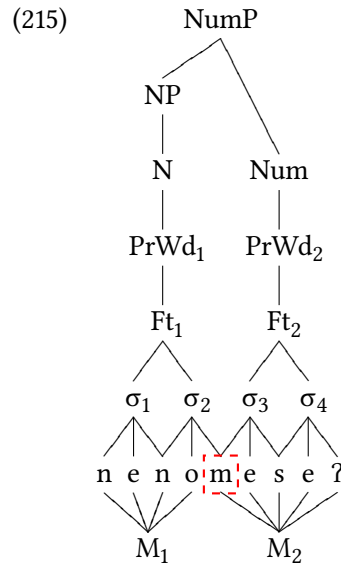 (215) NumP
NP
N Num
PrWd₁ PrWd₂
Ft₁ Ft₂
σ₁ σ₂ σ₃ σ₄
n e n o m e s e ʔ
M₁ M₂